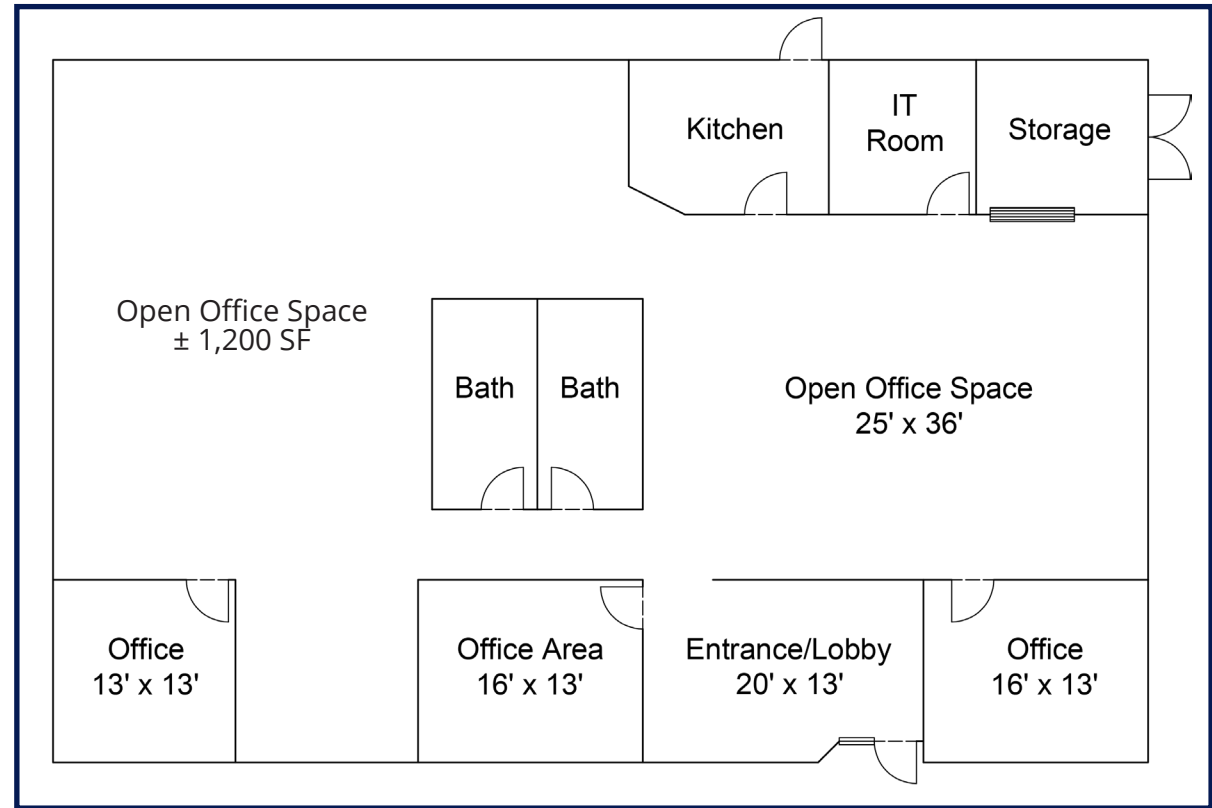 Kitchen
IT
Room
Storage
Open Office Space
± 1,200 SF
Bath
Bath
Open Office Space
25' x 36'
Office
13' x 13'
Office Area
16' x 13'
Entrance/Lobby
20' x 13'
Office
16' x 13'